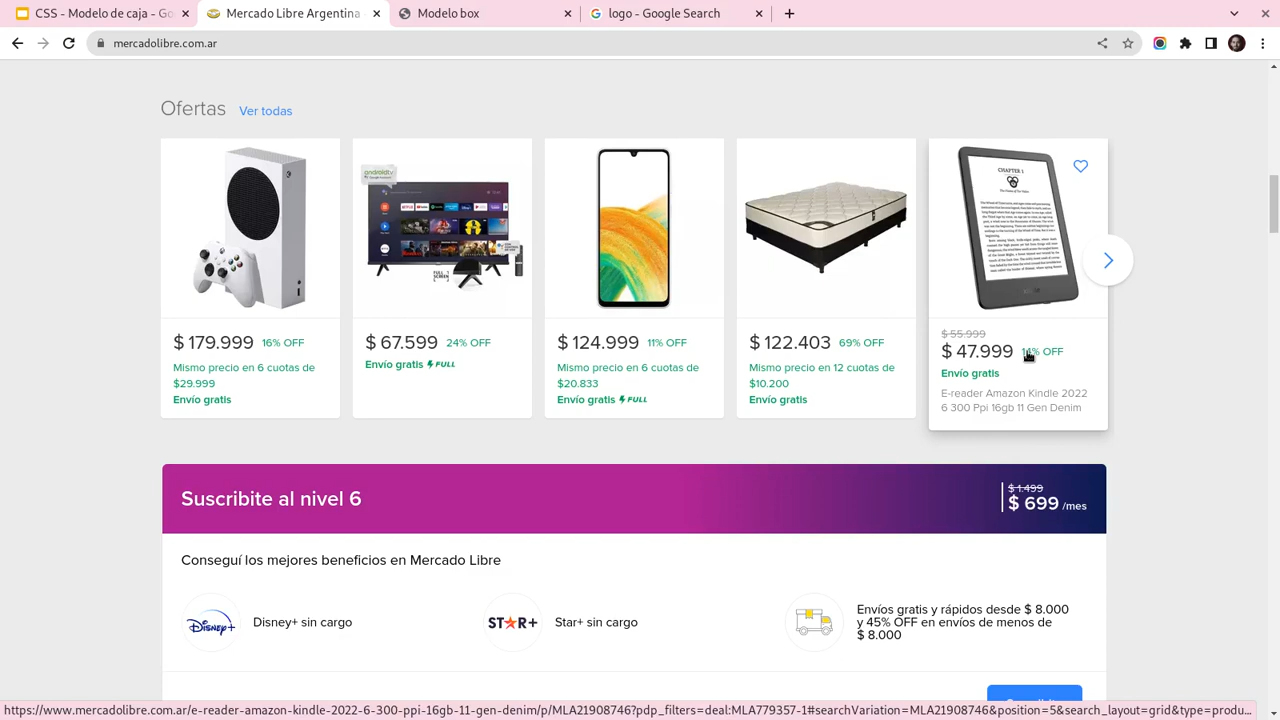 CSS - Modelo de caja - Go
Mercado Libre Argentina
Modelo box
logo - Google Search
mercadolibre.com.ar
Ofertas Ver todas
androidtv
CHAPTER 1
$ 179.999 16% OFF
Mismo precio en 6 cuotas de
$29.999
Envío gratis
$ 67.599 24% OFF
Envío gratis FULL
$ 124.999 11% OFF
Mismo precio en 6 cuotas de
$20.833
Envío gratis FULL
$ 122.403 69% OFF
Mismo precio en 12 cuotas de
$10.200
Envío gratis
$ 55.999
$ 47.999 14% OFF
Envío gratis
E-reader Amazon Kindle 2022
6 300 Ppi 16gb 11 Gen Denim
Suscribite al nivel 6
$ 1.499
$ 699 /mes
Conseguí los mejores beneficios en Mercado Libre
Disney+
Disney+ sin cargo
STAR+
Star+ sin cargo
Envíos gratis y rápidos desde $ 8.000
y 45% OFF en envíos de menos de
$ 8.000
https://www.mercadolibre.com.ar/e-reader-amazon-kindle-2022-6-300-ppi-16gb-11-gen-denim/p/MLA21908746?pdp_filters=deal:MLA779357-1#searchVariation=MLA21908746&position=5&search_layout=grid&type=produ...